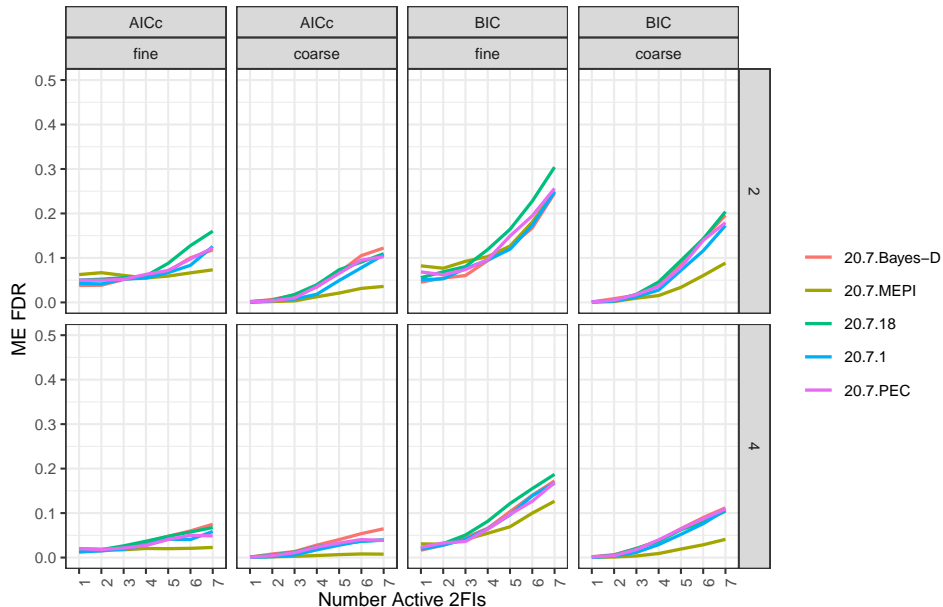 AICc AICc BIC BIC
fine coarse fine coarse
0.5
0.4
0.3
0.2
0.1
0.0
2
0.5
0.4
0.3
0.2
0.1
0.0
4
ME FDR
1 2 3 4 5 6 7 1 2 3 4 5 6 7 1 2 3 4 5 6 7 1 2 3 4 5 6 7
Number Active 2FIs
20.7.Bayes−D
20.7.MEPI
20.7.18
20.7.1
20.7.PEC